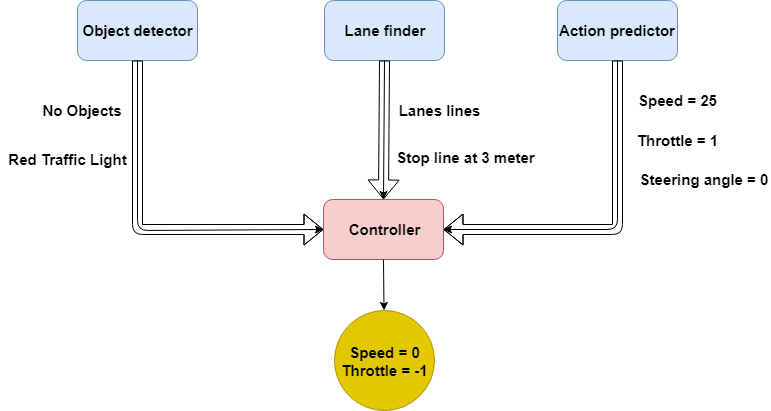 Object detector
Lane finder
Action predictor
No Objects
Red Traffic Light
Lanes lines
Stop line at 3 meter
Speed = 25
Throttle = 1
Steering angle = 0
Controller
Speed = 0
Throttle = -1